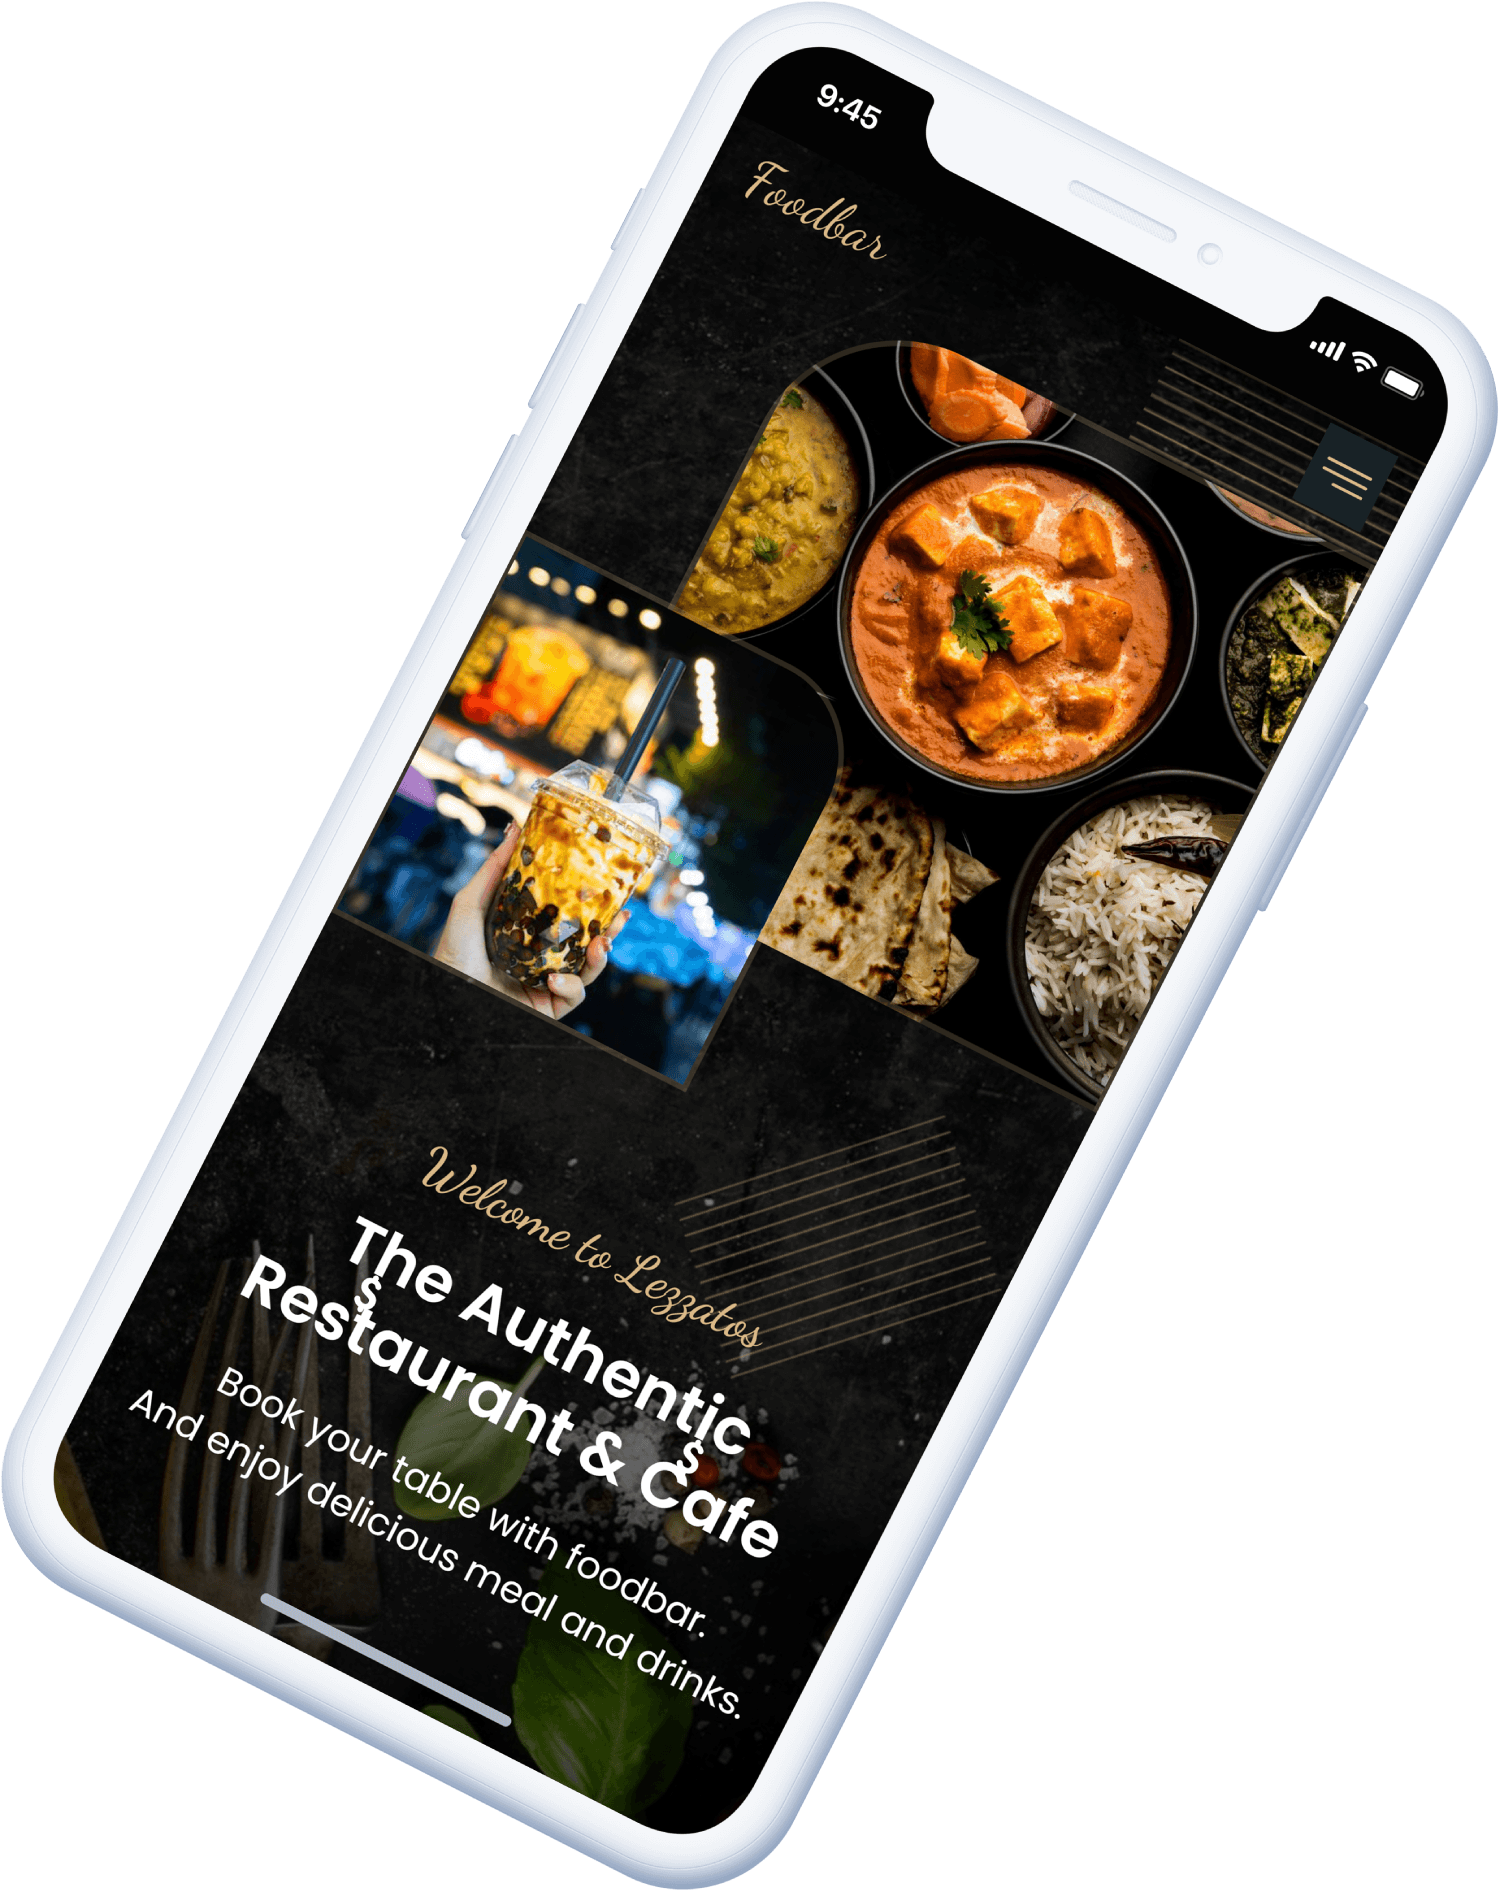 9:45
Foodbar
Welcome to Lezzatos
The Authentic
$
Restaurant & Cafe
$
Book your table with foodbar.
And enjoy delicious meal and drinks.